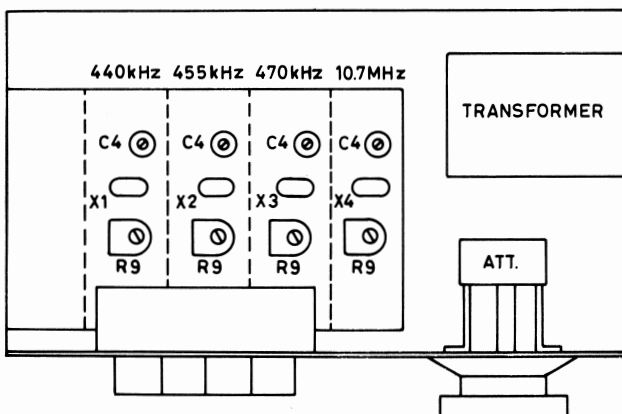 440kHz 455kHz 470kHz 10.7MHz
TRANSFORMER
C4 C4 C4 C4
X1 X2 X3 X4
R9 R9 R9 R9
ATT.